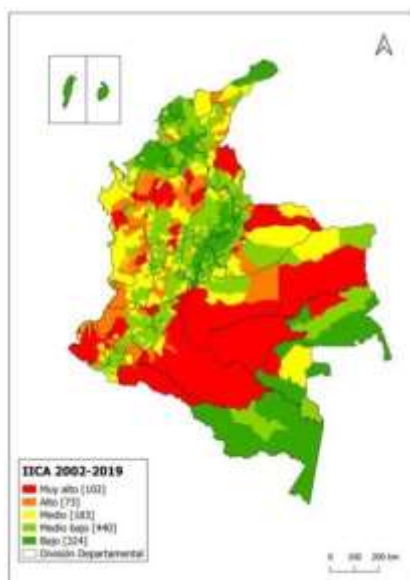 IICA 2002-2019
Muy alto [102]
Alto [73]
Medio [183]
Medio bajo [440]
Bajo [324]
División Departamental
0 100 200 km